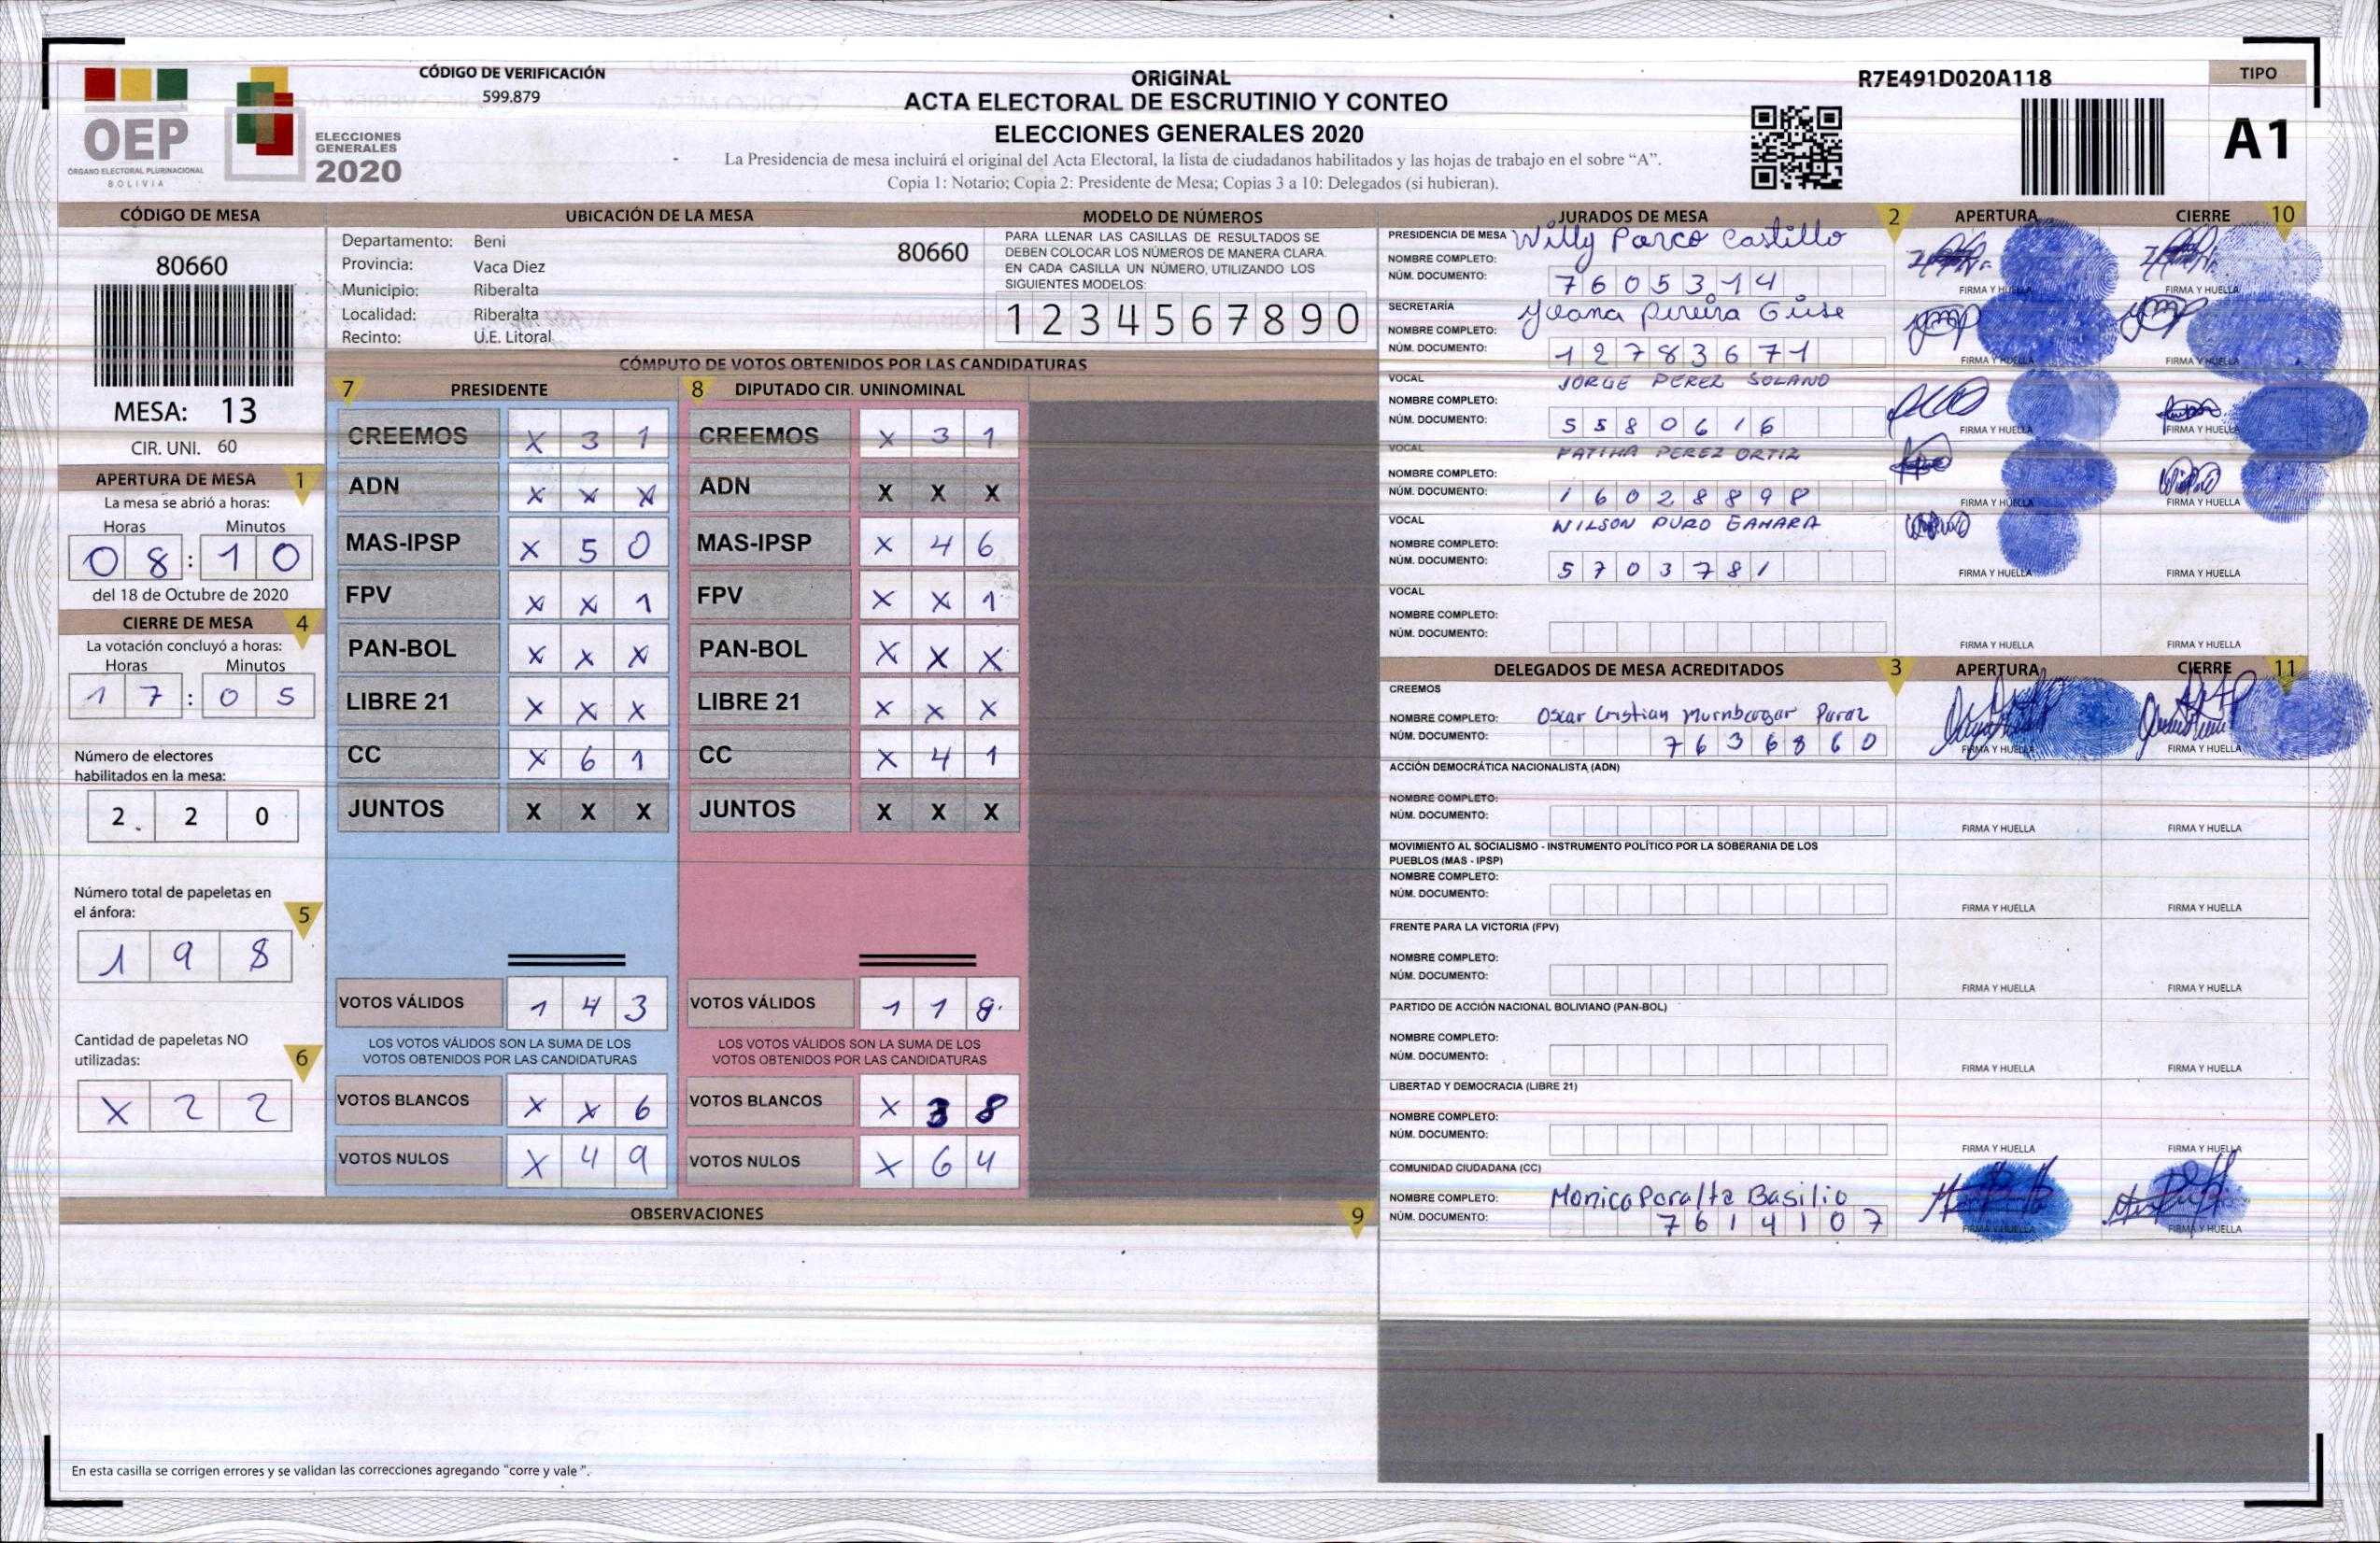 CÓDIGO DE VERIFICACIÓN
599.879
ORIGINAL
ACTA ELECTORAL DE ESCRUTINIO Y CONTEO
ELECCIONES GENERALES 2020
La Presidencia de mesa incluirá el original del Acta Electoral, la lista de ciudadanos habilitados y las hojas de trabajo en el sobre “A”.
Copia 1: Notario; Copia 2: Presidente de Mesa; Copias 3 a 10: Delegados (si hubieran).
R7E491D020A118
TIPO
A1
OEP
ÓRGANO ELECTORAL PLURINACIONAL
BOLIVIA
ELECCIONES
GENERALES
2020
CÓDIGO DE MESA
80660
MESA: 13
CIR. UNI. 60
APERTURA DE MESA 1
La mesa se abrió a horas:
Horas Minutos
08:10
del 18 de Octubre de 2020
CIERRE DE MESA 4
La votación concluyó a horas:
Horas Minutos
17:05
Número de electores
habilitados en la mesa:
2 2 0
Número total de papeletas en
el ánfora: 5
1 9 8
Cantidad de papeletas NO
utilizadas: 6
X 2 2
UBICACIÓN DE LA MESA
Departamento: Beni
80660
Provincia: Vaca Diez
Municipio: Riberalta
Localidad: Riberalta
Recinto: U.E. Litoral
MODELO DE NÚMEROS
PARA LLENAR LAS CASILLAS DE RESULTADOS SE
DEBEN COLOCAR LOS NÚMEROS DE MANERA CLARA.
EN CADA CASILLA UN NÚMERO, UTILIZANDO LOS
SIGUIENTES MODELOS:
1 2 3 4 5 6 7 8 9 0
CÓMPUTO DE VOTOS OBTENIDOS POR LAS CANDIDATURAS
7 PRESIDENTE 8 DIPUTADO CIR. UNINOMINAL
CREEMOS X 3 1 CREEMOS X 3 1
ADN X X X ADN X X X
MAS-IPSP X 5 0 MAS-IPSP X 4 6
FPV X X 1 FPV X X 1
PAN-BOL X X X PAN-BOL X X X
LIBRE 21 X X X LIBRE 21 X X X
CC X 6 1 CC X 4 1
JUNTOS X X X JUNTOS X X X
VOTOS VÁLIDOS 1 4 3 VOTOS VÁLIDOS 1 1
LOS VOTOS VÁLIDOS SON LA SUMA DE LOS LOS VOTOS VÁLIDOS SON LA SUMA DE LOS
VOTOS OBTENIDOS POR LAS CANDIDATURAS VOTOS OBTENIDOS POR LAS CANDIDATURAS
VOTOS BLANCOS X X 6 VOTOS BLANCOS X 3 8
VOTOS NULOS X 4 9 VOTOS NULOS X 6 4
OBSERVACIONES 9
En esta casilla se corrigen errores y se validan las correcciones agregando "corre y vale ".
JURADOS DE MESA 2 APERTURA CIERRE 10
PRESIDENCIA DE MESA Willy Parco Castillo
NOMBRE COMPLETO:
NÚM. DOCUMENTO: 7605314
FIRMA Y HUELLA FIRMA Y HUELLA
SECRETARÍA
NOMBRE COMPLETO:
NÚM. DOCUMENTO: 12783671
FIRMA Y HUELLA FIRMA Y HUELLA
VOCAL JORGE PEREZ SOLANO
NOMBRE COMPLETO:
NÚM. DOCUMENTO: 5580616
FIRMA Y HUELLA FIRMA Y HUELLA
VOCAL FATIMA PEREZ ORTIZ
NOMBRE COMPLETO:
NÚM. DOCUMENTO: 16028898
FIRMA Y HUELLA FIRMA Y HUELLA
VOCAL WILSON PURO
NOMBRE COMPLETO:
NÚM. DOCUMENTO: 5703781
FIRMA Y HUELLA FIRMA Y HUELLA
VOCAL
NOMBRE COMPLETO:
NÚM. DOCUMENTO:
FIRMA Y HUELLA FIRMA Y HUELLA
DELEGADOS DE MESA ACREDITADOS 3 APERTURA CIERRE 11
CREEMOS
NOMBRE COMPLETO: Oscar Cristian
NÚM. DOCUMENTO: 7636860
FIRMA Y HUELLA FIRMA Y HUELLA
ACCIÓN DEMOCRÁTICA NACIONALISTA (ADN)
NOMBRE COMPLETO:
NÚM. DOCUMENTO:
FIRMA Y HUELLA FIRMA Y HUELLA
MOVIMIENTO AL SOCIALISMO - INSTRUMENTO POLÍTICO POR LA SOBERANIA DE LOS
PUEBLOS (MAS - IPSP)
NOMBRE COMPLETO:
NÚM. DOCUMENTO:
FIRMA Y HUELLA FIRMA Y HUELLA
FRENTE PARA LA VICTORIA (FPV)
NOMBRE COMPLETO:
NÚM. DOCUMENTO:
FIRMA Y HUELLA FIRMA Y HUELLA
PARTIDO DE ACCIÓN NACIONAL BOLIVIANO (PAN-BOL)
NOMBRE COMPLETO:
NÚM. DOCUMENTO:
FIRMA Y HUELLA FIRMA Y HUELLA
LIBERTAD Y DEMOCRACIA (LIBRE 21)
NOMBRE COMPLETO:
NÚM. DOCUMENTO:
FIRMA Y HUELLA FIRMA Y HUELLA
COMUNIDAD CIUDADANA (CC)
NOMBRE COMPLETO: Monica Peralta Basilio
NÚM. DOCUMENTO: 7614107
FIRMA Y HUELLA FIRMA Y HUELLA